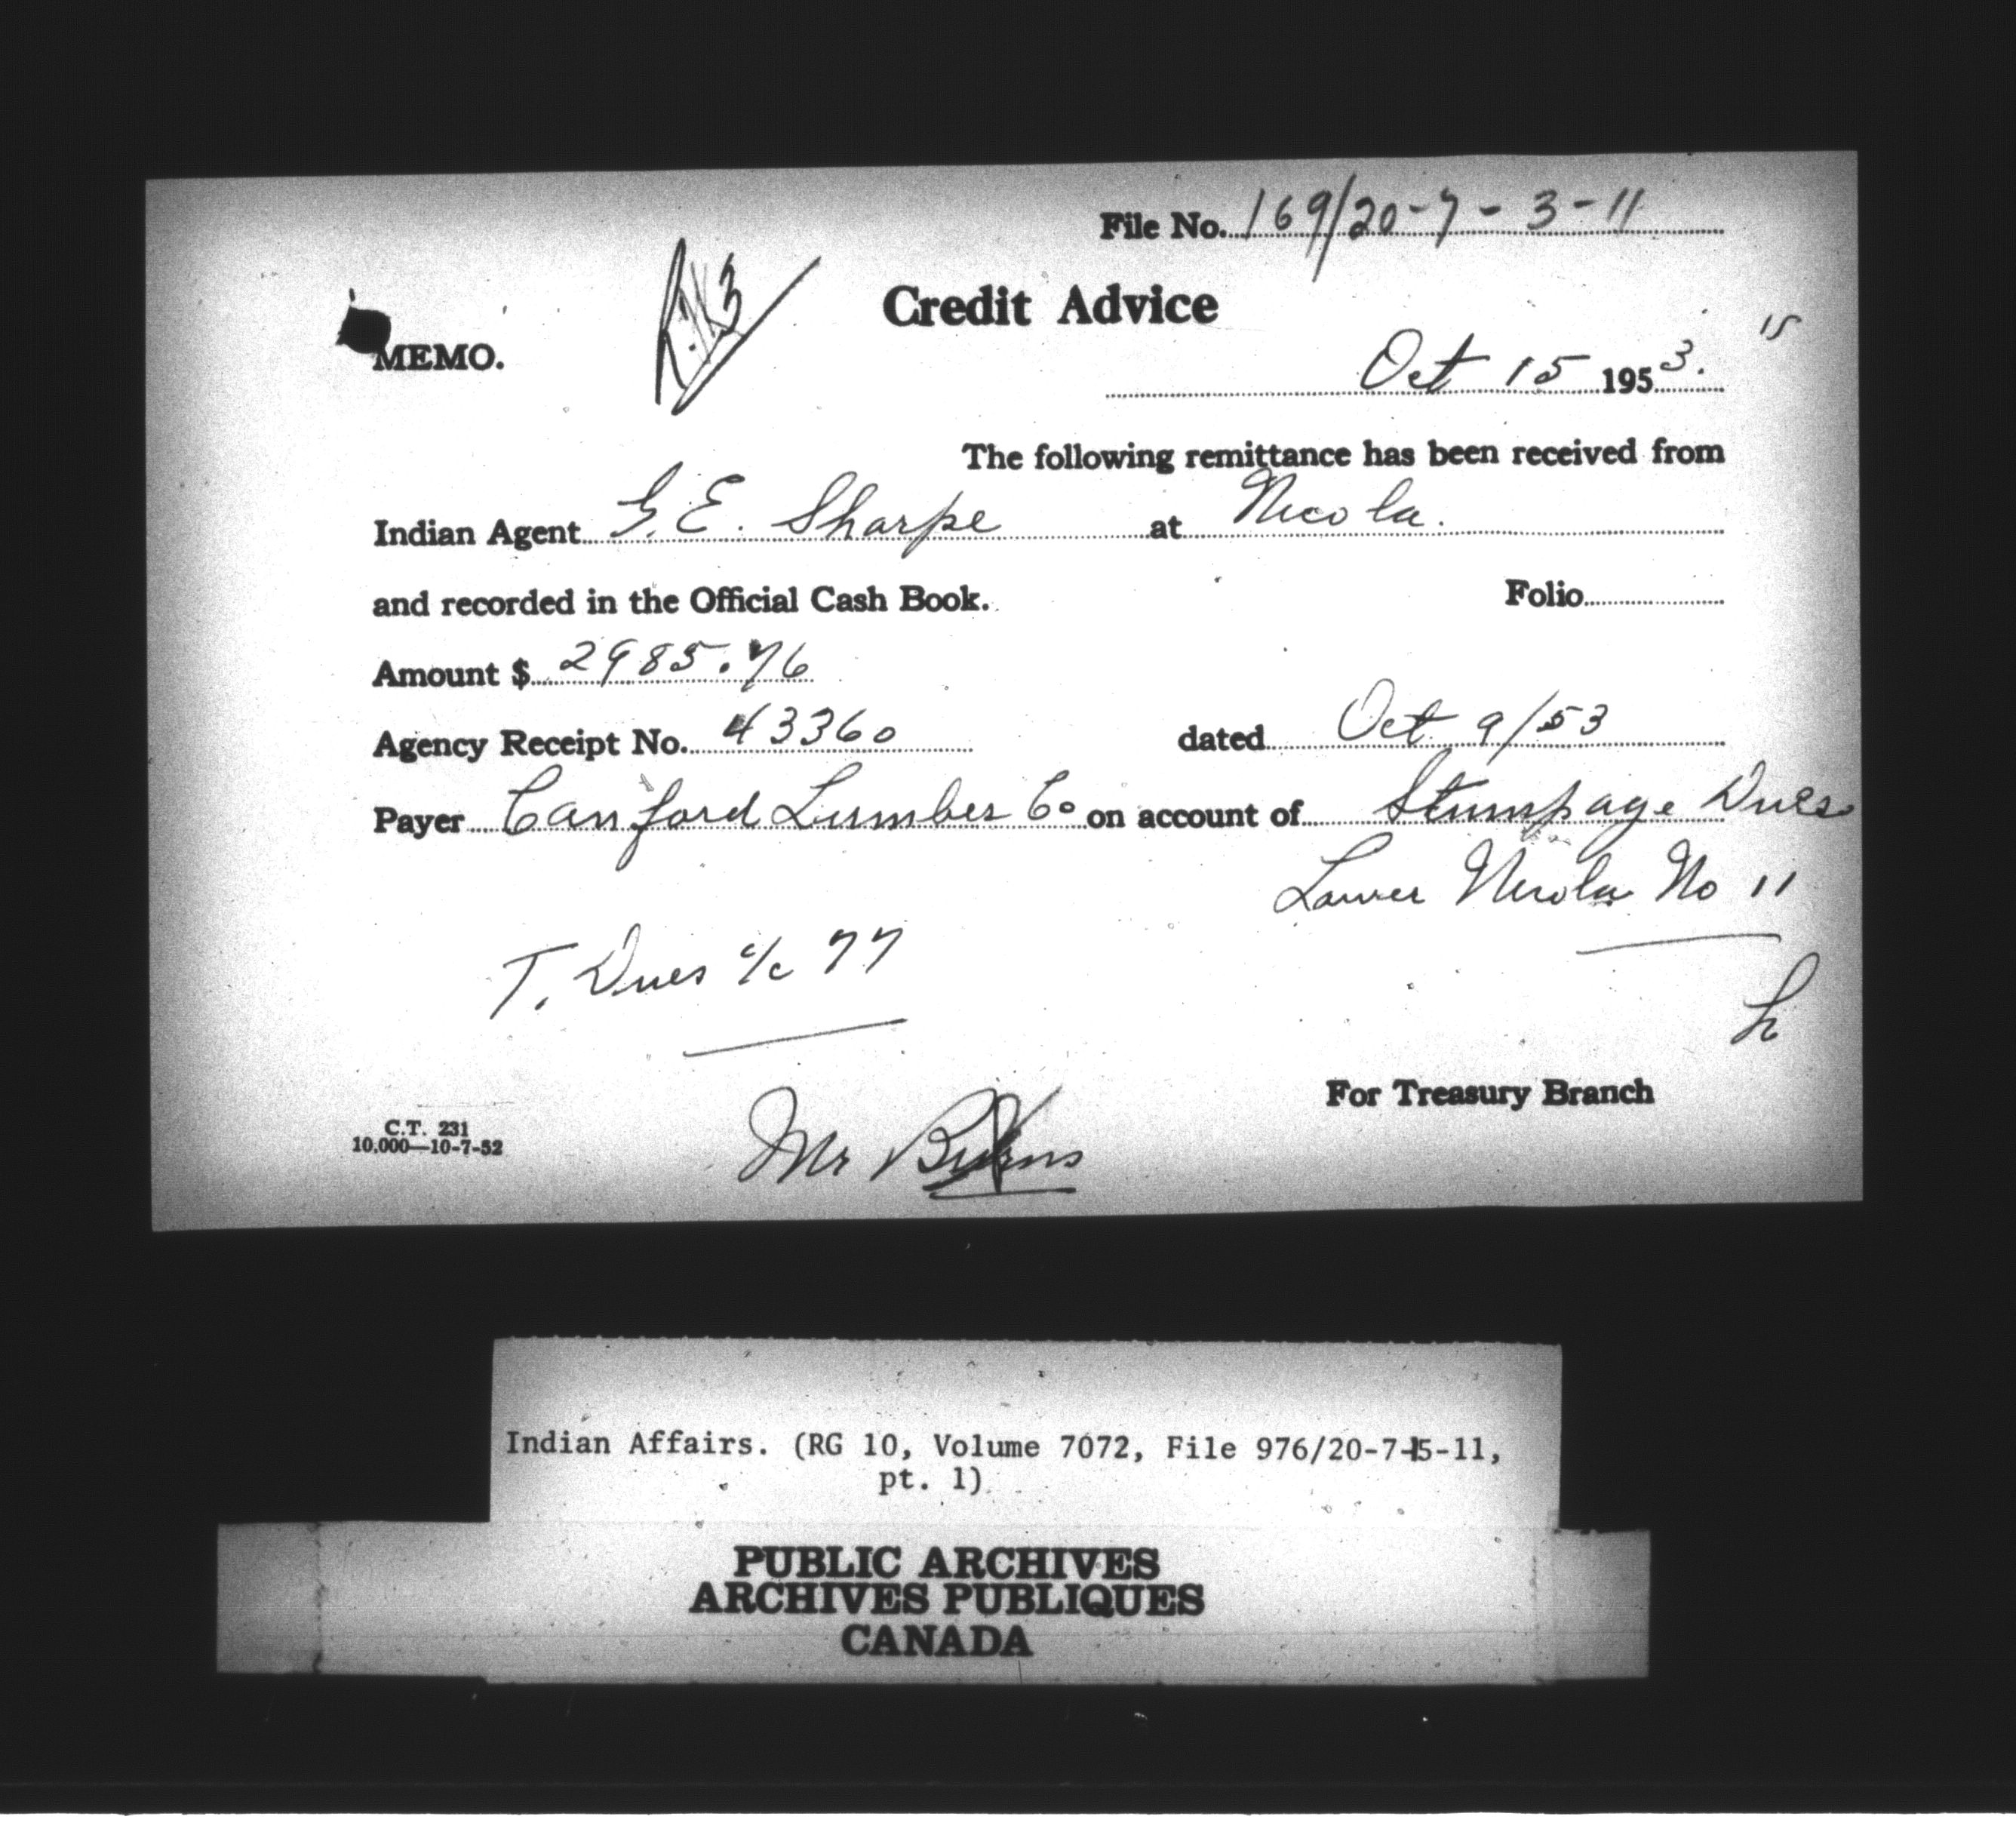 File No. 169/20-7-3-11
Credit Advice
15
MEMO.
Oct 15 1953.
The following remittance has been received from
Indian Agent G.E. Sharpe at Nicola.
and recorded in the Official Cash Book. Folio
Amount $ 2985.76
Agency Receipt No. 43360 dated Oct 9/53
Payer Canford Lumber Co on account of Stumpage Dues
Lower Nicola No 11
T. Dues a/c 77
For Treasury Branch
C.T. 231
10,000—10-7-52
Mr Byrns
Indian Affairs. (RG 10, Volume 7072, File 976/20-7-15-11,
pt. 1)
PUBLIC ARCHIVES
ARCHIVES PUBLIQUES
CANADA